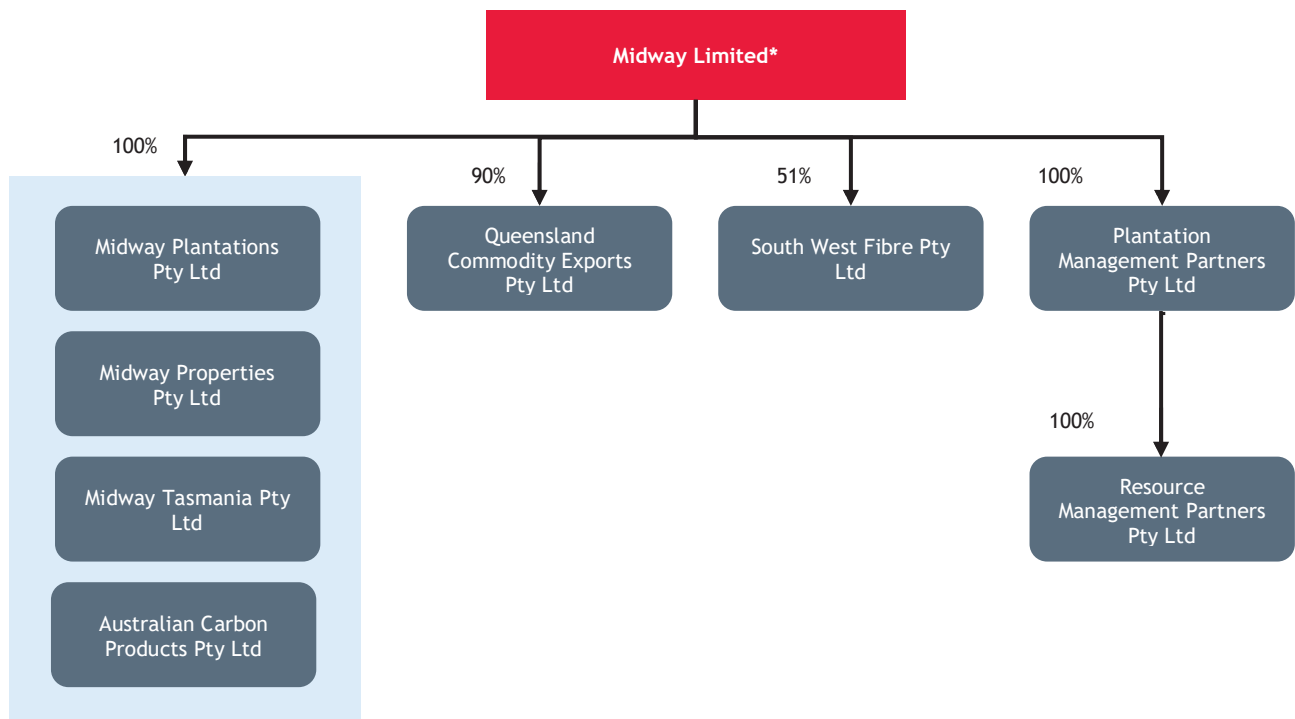 Midway Limited*
100%
90%
51%
100%
Midway Plantations
Pty Ltd
Queensland
Commodity Exports
Pty Ltd
South West Fibre Pty
Ltd
Plantation
Management Partners
Pty Ltd
Midway Properties
Pty Ltd
100%
Midway Tasmania Pty
Ltd
Resource
Management Partners
Pty Ltd
Australian Carbon
Products Pty Ltd